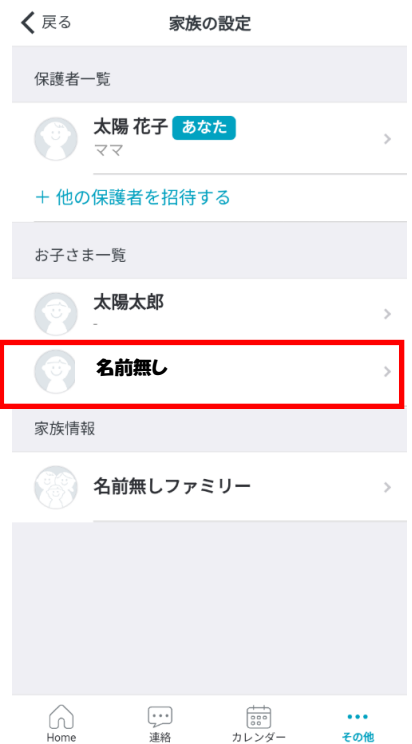 戻る
家族の設定
保護者一覧
太陽 花子 あなた
ママ
＋ 他の保護者を招待する
お子さま一覧
太陽太郎
-
名前無し
家族情報
名前無しファミリー
Home 連絡 カレンダー その他